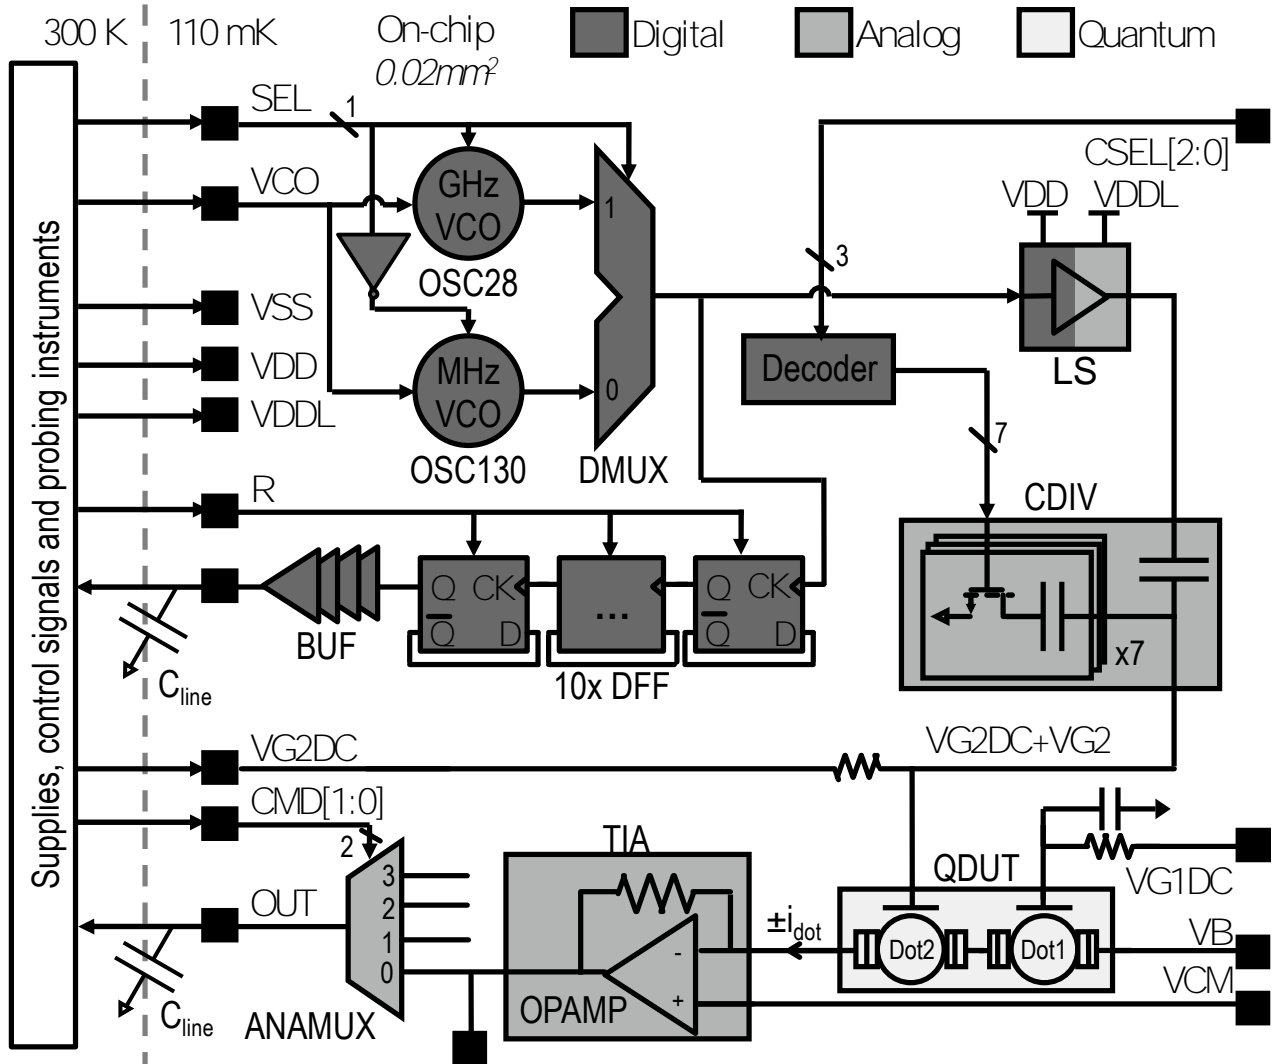 300 K
110 mK
On-chip
0.02mm²
Digital
Analog
Quantum
SEL
1
VCO
GHz
VCO
OSC28
MHz
VCO
OSC130
1
0
DMUX
CSEL[2:0]
VDD
VDDL
3
LS
Decoder
7
CDIV
x7
VSS
VDD
VDDL
R
Q
CK
Q
D
...
Q
CK
Q
D
BUF
10x DFF
Cline
VG2DC
VG2DC+VG2
CMD[1:0]
2
3
2
1
0
OUT
ANAMUX
Cline
TIA
-
+
OPAMP
±idot
QDUT
Dot2
Dot1
VG1DC
VB
VCM
Supplies, control signals and probing instruments